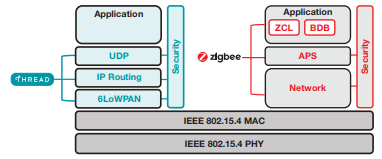 Application
UDP
IP Routing
6LoWPAN
Security
THREAD
zigbee
Application
ZCL
BDB
APS
Network
Security
IEEE 802.15.4 MAC
IEEE 802.15.4 PHY